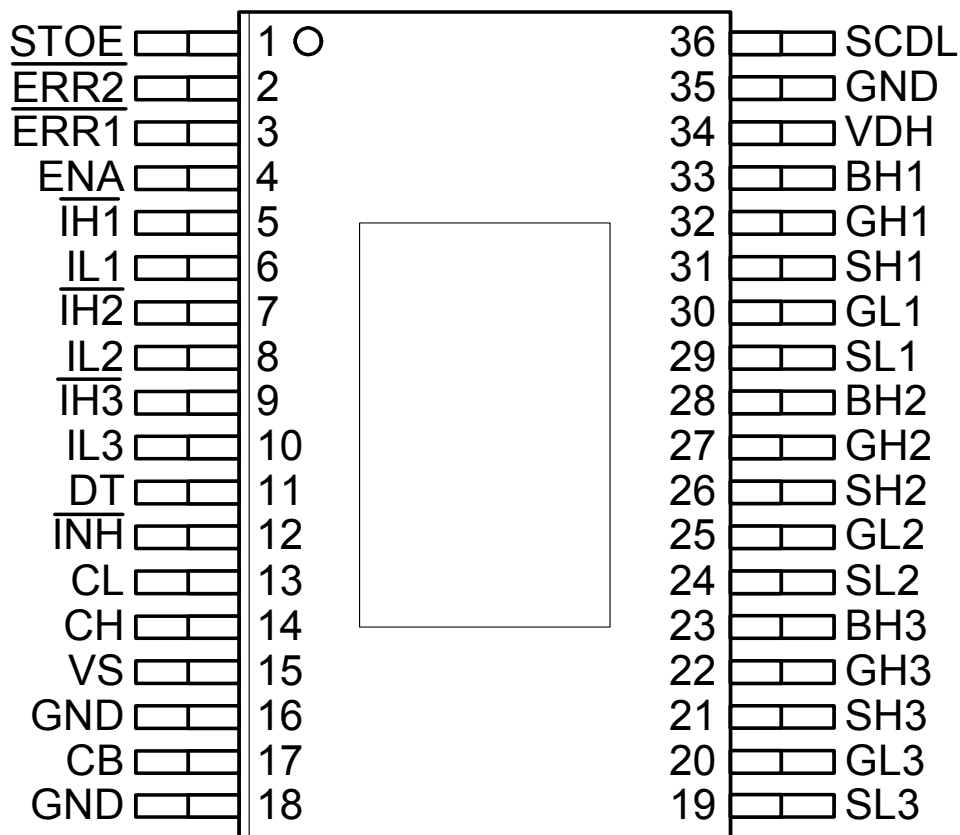 STOE 1 36 SCDL
ERR2 2 35 GND
ERR1 3 34 VDH
ENA 4 33 BH1
IH1 5 32 GH1
IL1 6 31 SH1
IH2 7 30 GL1
IL2 8 29 SL1
IH3 9 28 BH2
IL3 10 27 GH2
DT 11 26 SH2
INH 12 25 GL2
CL 13 24 SL2
CH 14 23 BH3
VS 15 22 GH3
GND 16 21 SH3
CB 17 20 GL3
GND 18 19 SL3